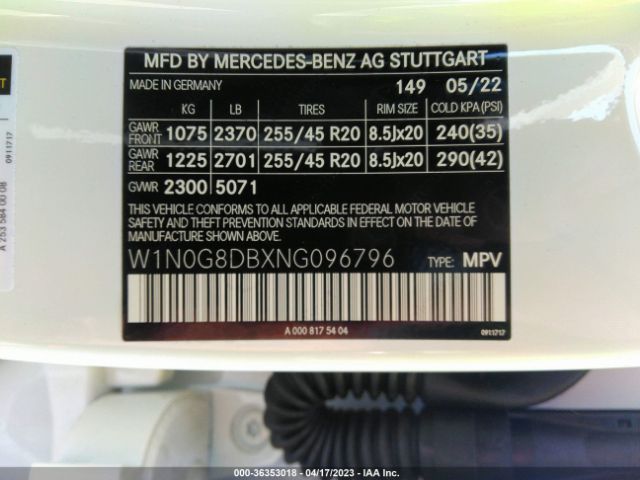 MFD BY MERCEDES-BENZ AG STUTTGART
MADE IN GERMANY 149 05/22
KG LB TIRES RIM SIZE COLD KPA(PSI)
GAWR FRONT 1075 2370 255/45 R20 8.5Jx20 240(35)
GAWR REAR 1225 2701 255/45 R20 8.5Jx20 290(42)
GVWR 2300 5071
THIS VEHICLE CONFORMS TO ALL APPLICABLE FEDERAL MOTOR VEHICLE
SAFETY AND THEFT PREVENTION STANDARDS IN EFFECT ON THE DATE
OF MANUFACTURE SHOWN ABOVE.
W1N0G8DBXNG096796 TYPE: MPV
A 000 817 54 04 0911717
0911717
A 253 584 00 08
000-36353018 - 04/17/2023 - IAA Inc.